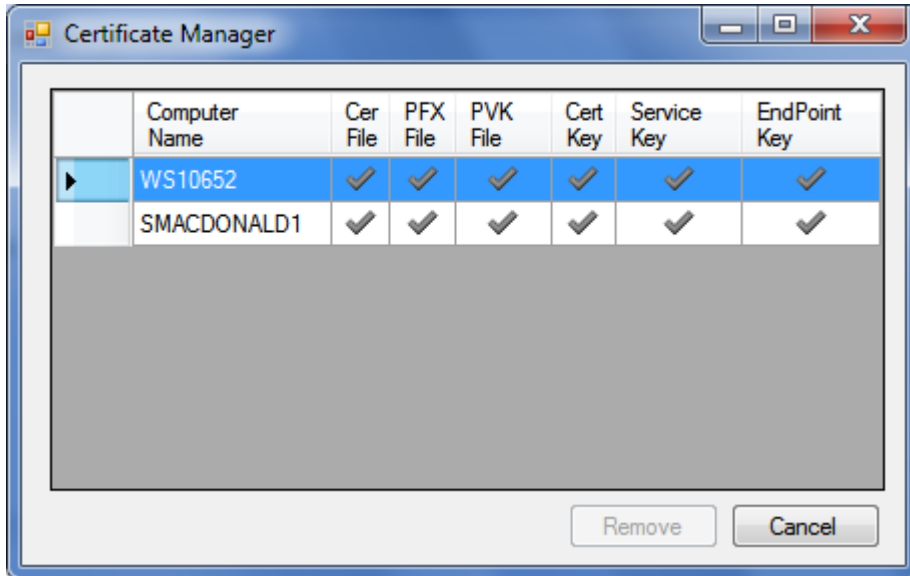 Certificate Manager
Computer Name Cer File PFX File PVK File Cert Key Service Key EndPoint Key
WS10652
SMACDONALD1
Remove Cancel